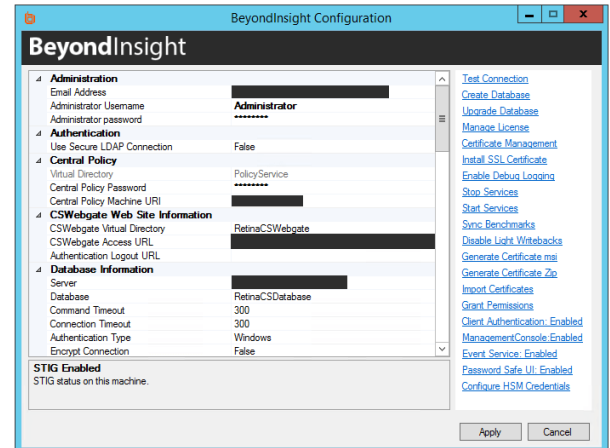 BeyondInsight Configuration
BeyondInsight
Administration
Email Address
Administrator Username Administrator
Administrator password ********
Authentication
Use Secure LDAP Connection False
Central Policy
Virtual Directory PolicyService
Central Policy Password ********
Central Policy Machine URI
CSWebgate Web Site Information
CSWebgate Virtual Directory RetinaCSWebgate
CSWebgate Access URL
Authentication Logout URL
Database Information
Server
Database RetinaCSDatabase
Command Timeout 300
Connection Timeout 300
Authentication Type Windows
Encrypt Connection False
STIG Enabled
STIG status on this machine.
Test Connection
Create Database
Upgrade Database
Manage License
Certificate Management
Install SSL Certificate
Enable Debug Logging
Stop Services
Start Services
Sync Benchmarks
Disable Light Writebacks
Generate Certificate msi
Generate Certificate Zip
Import Certificates
Grant Permissions
Client Authentication: Enabled
ManagementConsole:Enabled
Event Service: Enabled
Password Safe UI: Enabled
Configure HSM Credentials
Apply Cancel